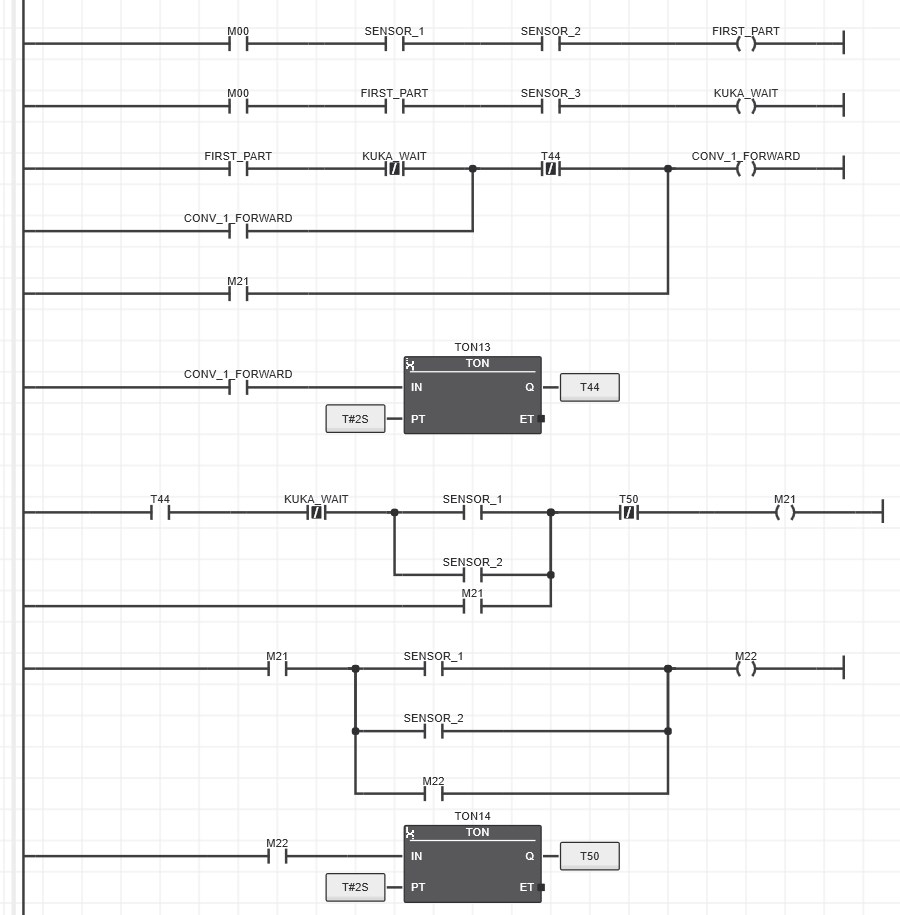 M00 SENSOR_1 SENSOR_2 FIRST_PART
M00 FIRST_PART SENSOR_3 KUKA_WAIT
FIRST_PART KUKA_WAIT T44 CONV_1_FORWARD
CONV_1_FORWARD
M21
TON13
CONV_1_FORWARD TON
IN Q T44
T#2S PT ET
T44 KUKA_WAIT SENSOR_1 T50 M21
SENSOR_2
M21
M21 SENSOR_1 M22
SENSOR_2
M22
TON14
M22 TON
IN Q T50
T#2S PT ET